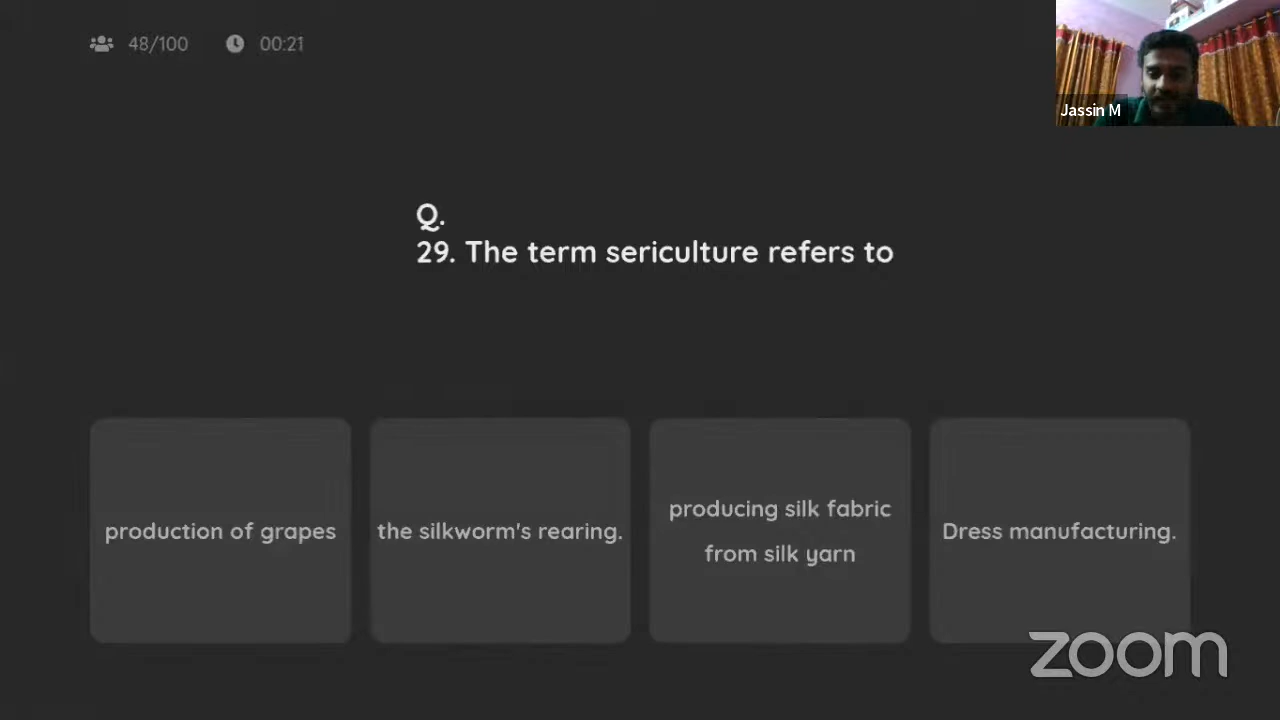 48/100 00:21
Jassin M
Q.
29. The term sericulture refers to
production of grapes
the silkworm's rearing.
producing silk fabric
from silk yarn
Dress manufacturing.
zoom